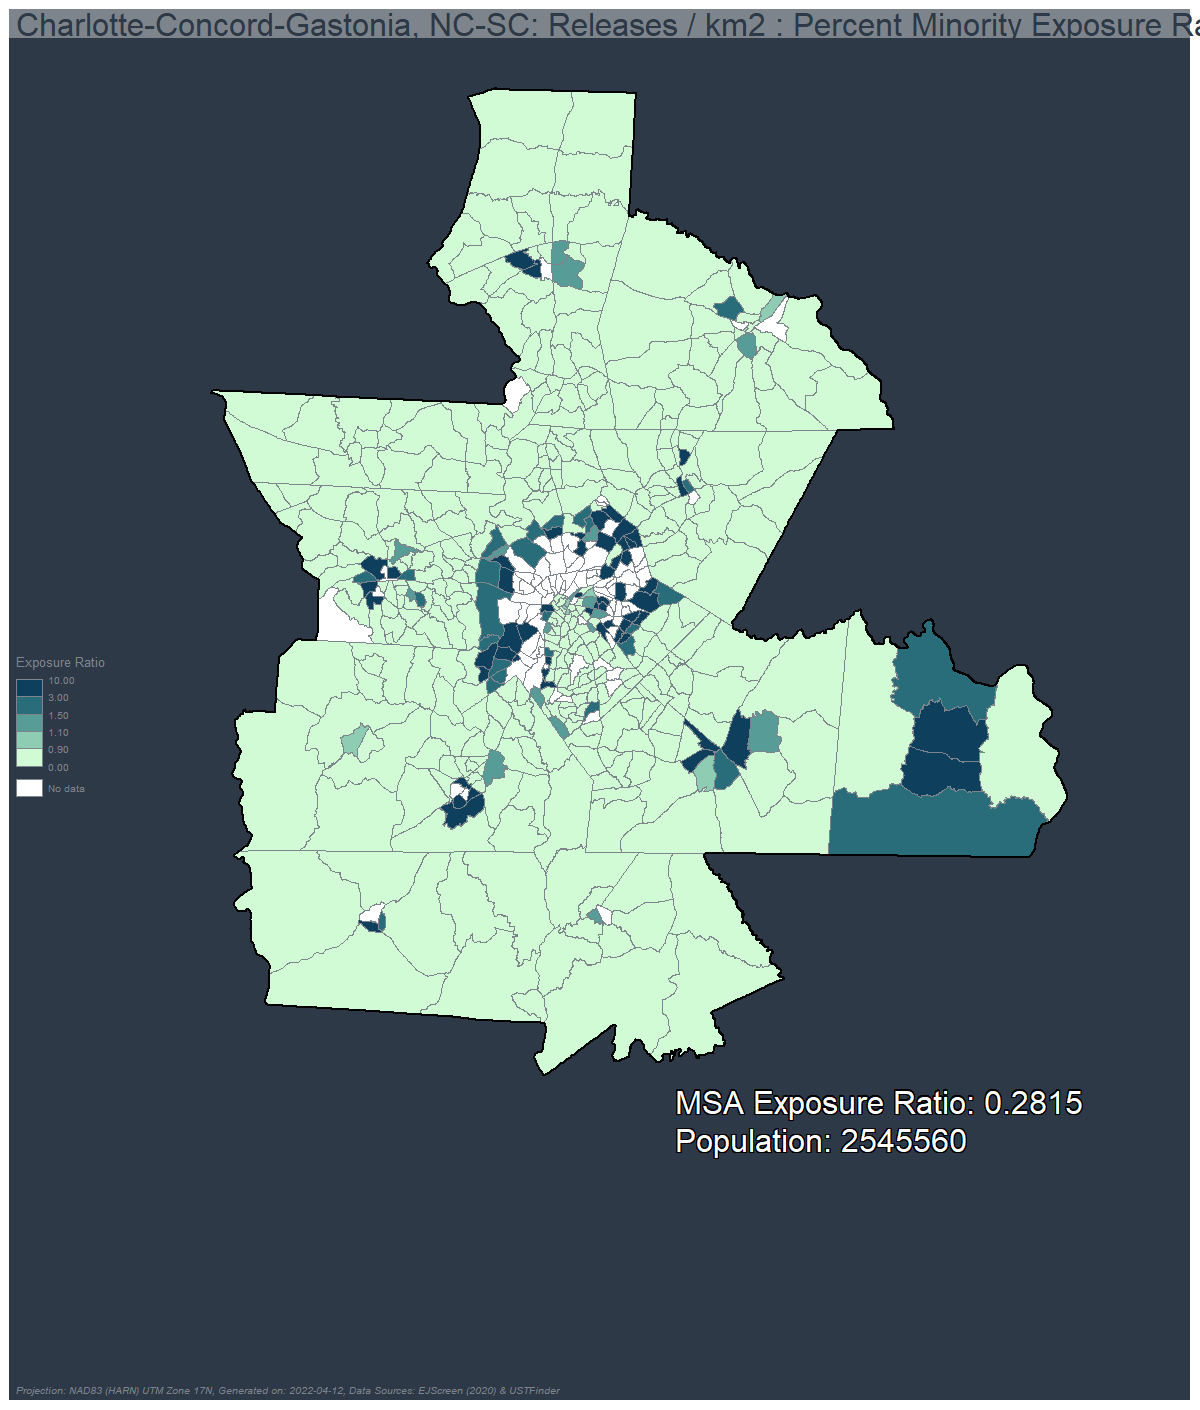 Charlotte-Concord-Gastonia, NC-SC: Releases / km2 : Percent Minority Exposure Ra
Exposure Ratio
10.00
3.00
1.50
1.10
0.90
0.00
No data
MSA Exposure Ratio: 0.2815
Population: 2545560
Projection: NAD83 (HARN) UTM Zone 17N, Generated on: 2022-04-12, Data Sources: EJScreen (2020) & USTFinder